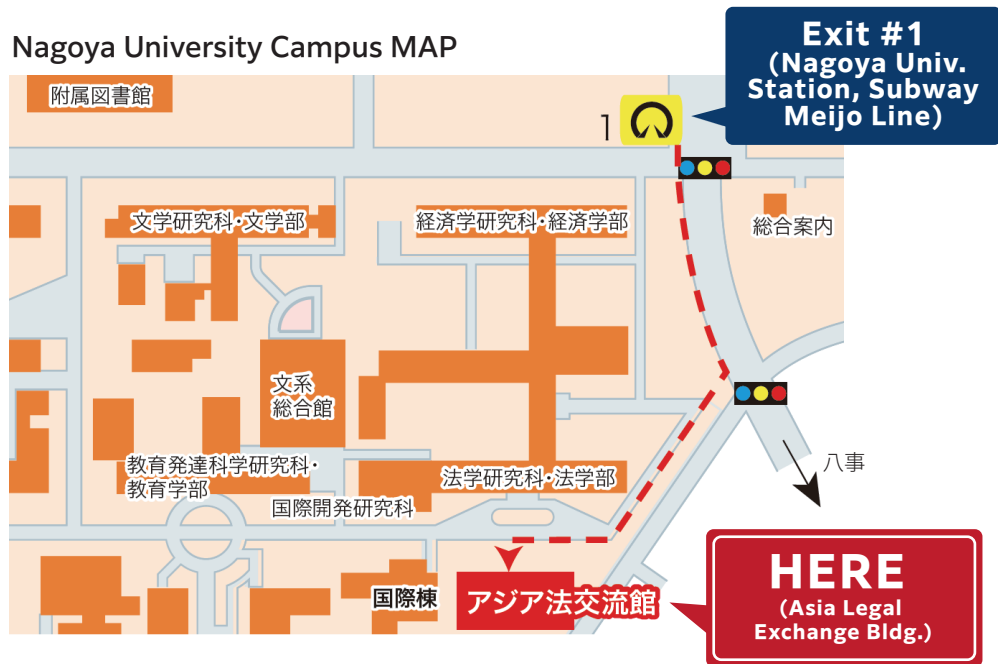 Nagoya University Campus MAP
Exit #1
(Nagoya Univ.
Station, Subway
Meijo Line)
附属図書館
1
文学研究科・文学部
経済学研究科・経済学部
総合案内
文系
総合館
教育発達科学研究科・
教育学部
国際開発研究科
法学研究科・法学部
八事
国際棟
アジア法交流館
HERE
(Asia Legal
Exchange Bldg.)